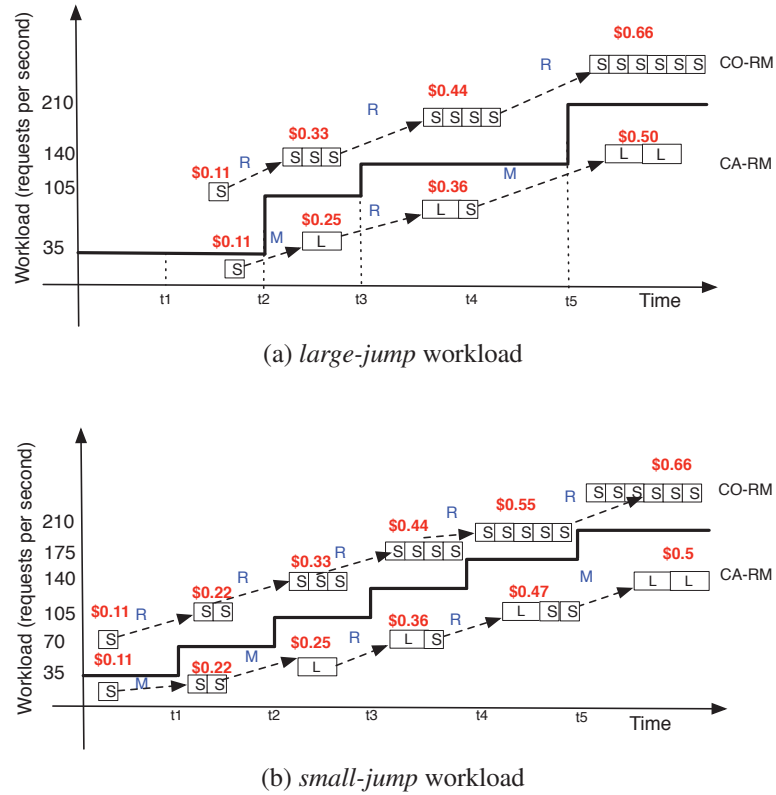 $0.66
R
S S S S S S
CO-RM
$0.44
R
S S S S
210
$0.33
$0.50
140
R
S S S
M
L L
CA-RM
$0.11
$0.36
105
S
R
L S
$0.25
$0.11
M
L
35
S
Workload (requests per second)
t1
t2
t3
t4
t5
Time
(a) large-jump workload
$0.66
R
S S S S S S
CO-RM
$0.55
210
$0.44
R
S S S S S
175
$0.33
R
S S S S
$0.5
140
R
S S S
M
L L
CA-RM
$0.22
$0.47
105
$0.11
R
S S
$0.36
L S S
70
S
$0.25
R
L S
R
$0.11
M
$0.22
L
35
S
M
S S
Workload (requests per second)
t1
t2
t3
t4
t5
Time
(b) small-jump workload